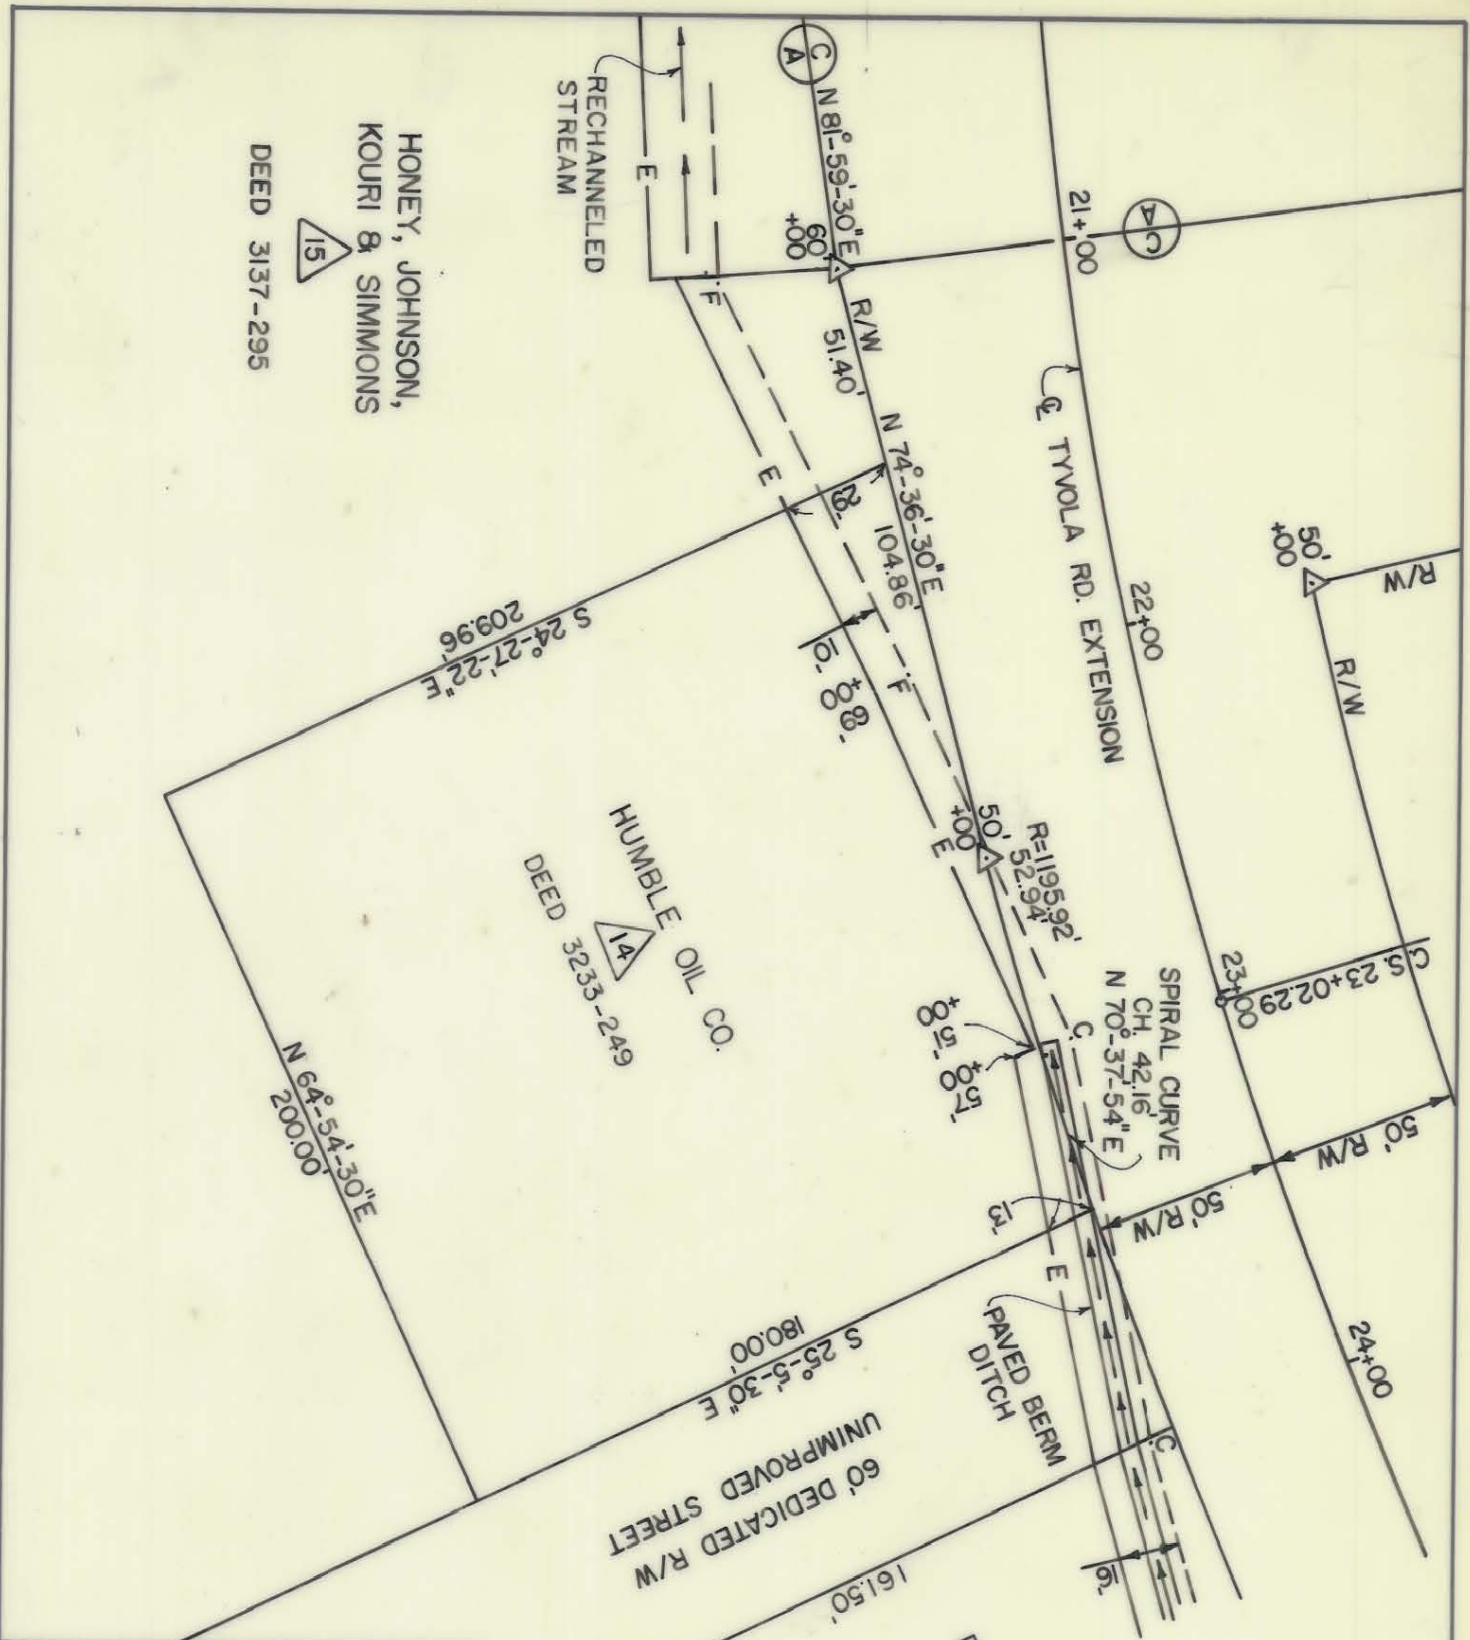 C
A
N 81°-59'-30" E
60'
+00
21+00
C
A
R/W
51.40'
N 74°-36'-30" E
104.86'
℄ TYVOLA RD. EXTENSION
22+00
50'
+00
R/W
R/W
23+00
C.S. 23+02.29
50' R/W
50' R/W
24+00
RECHANNELED
STREAM
E
F
E
28'
10'
+00
69'
F
E
50'
+00
R=1195.92'
52.94'
SPIRAL CURVE
CH. 42.16'
N 70°-37'-54" E
C
+00
51'
+50
57'
13'
E
PAVED BERM
DITCH
C
16'
HONEY, JOHNSON,
KOURI & SIMMONS
15
DEED 3137-295
S 24°-27'-22" E
209.96'
HUMBLE OIL CO.
14
DEED 3233-249
N 64°-54'-30" E
200.00'
S 25°-5'-30" E
180.00'
60' DEDICATED R/W
UNIMPROVED STREET
161.50'